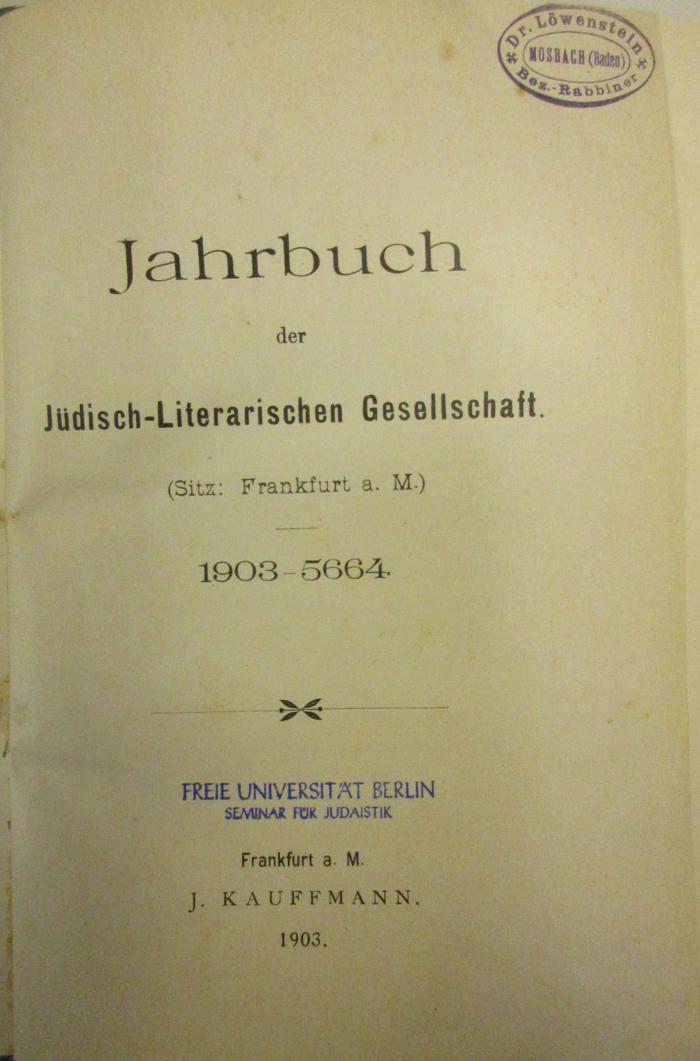 Dr. Löwenstein
MOSBACH (Baden)
Bez.-Rabbiner
Jahrbuch
der
Jüdisch-Literarischen Gesellschaft.
(Sitz: Frankfurt a. M.)
1903-5664.
FREIE UNIVERSITÄT BERLIN
SEMINAR FÜR JUDAISTIK
Frankfurt a. M.
J. KAUFFMANN.
1903.